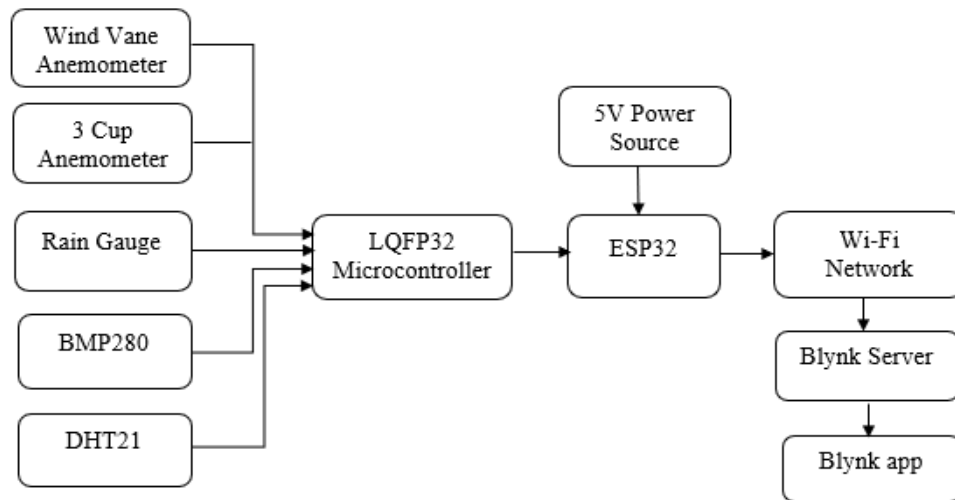 Wind Vane
Anemometer
3 Cup
Anemometer
Rain Gauge
BMP280
DHT21
LQFP32
Microcontroller
5V Power
Source
ESP32
Wi-Fi
Network
Blynk Server
Blynk app